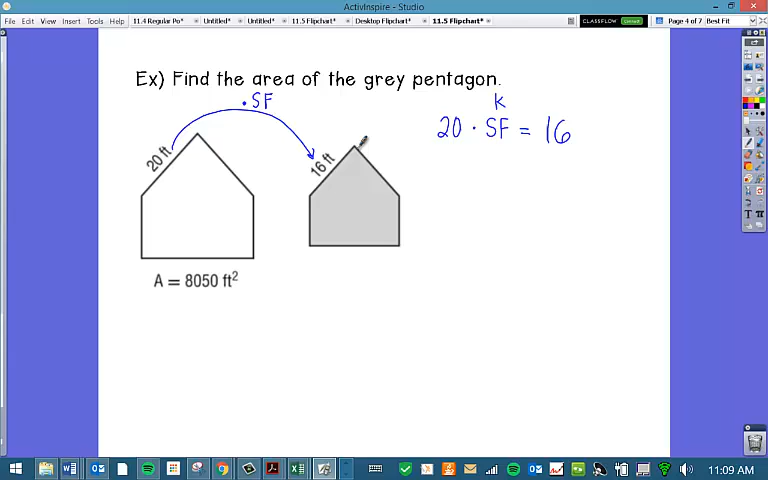 ActivInspire - Studio
File Edit View Insert Tools Help
11.4 Regular Po* Untitled* Untitled* 11.5 Flipchart* Desktop Flipchart* 11.5 Flipchart*
CLASSFLOW Connect
Page 4 of 7 Best Fit
Ex) Find the area of the grey pentagon.
· SF
k
20 · SF = 16
20 ft
16 ft
A = 8050 ft²
11:09 AM